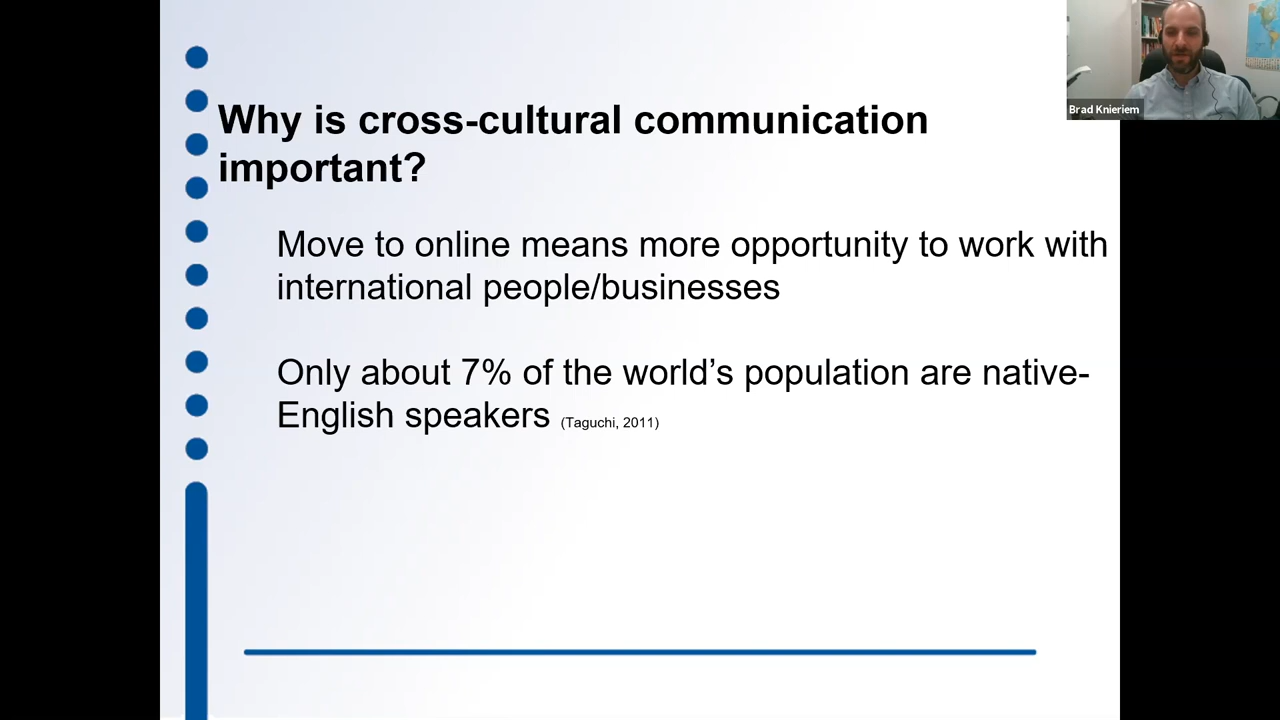 Brad Knieriem
Why is cross-cultural communication
important?
Move to online means more opportunity to work with
international people/businesses
Only about 7% of the world’s population are native-
English speakers (Taguchi, 2011)